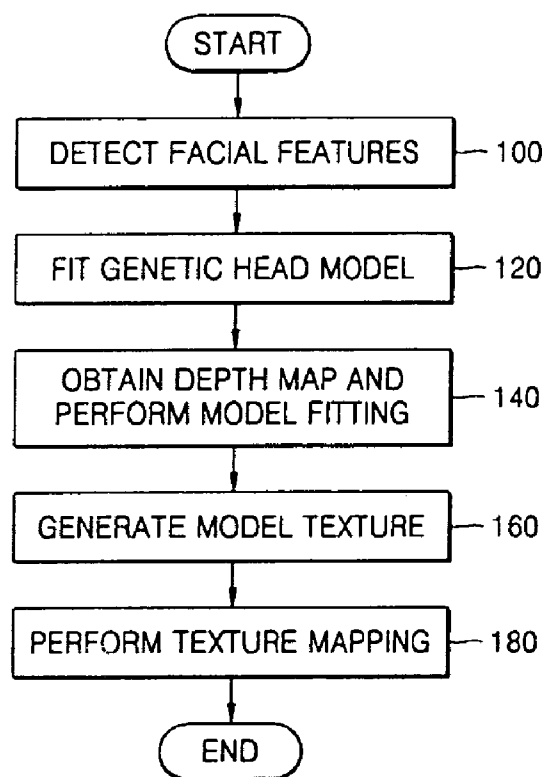 START
DETECT FACIAL FEATURES
100
FIT GENETIC HEAD MODEL
120
OBTAIN DEPTH MAP AND
PERFORM MODEL FITTING
140
GENERATE MODEL TEXTURE
160
PERFORM TEXTURE MAPPING
180
END